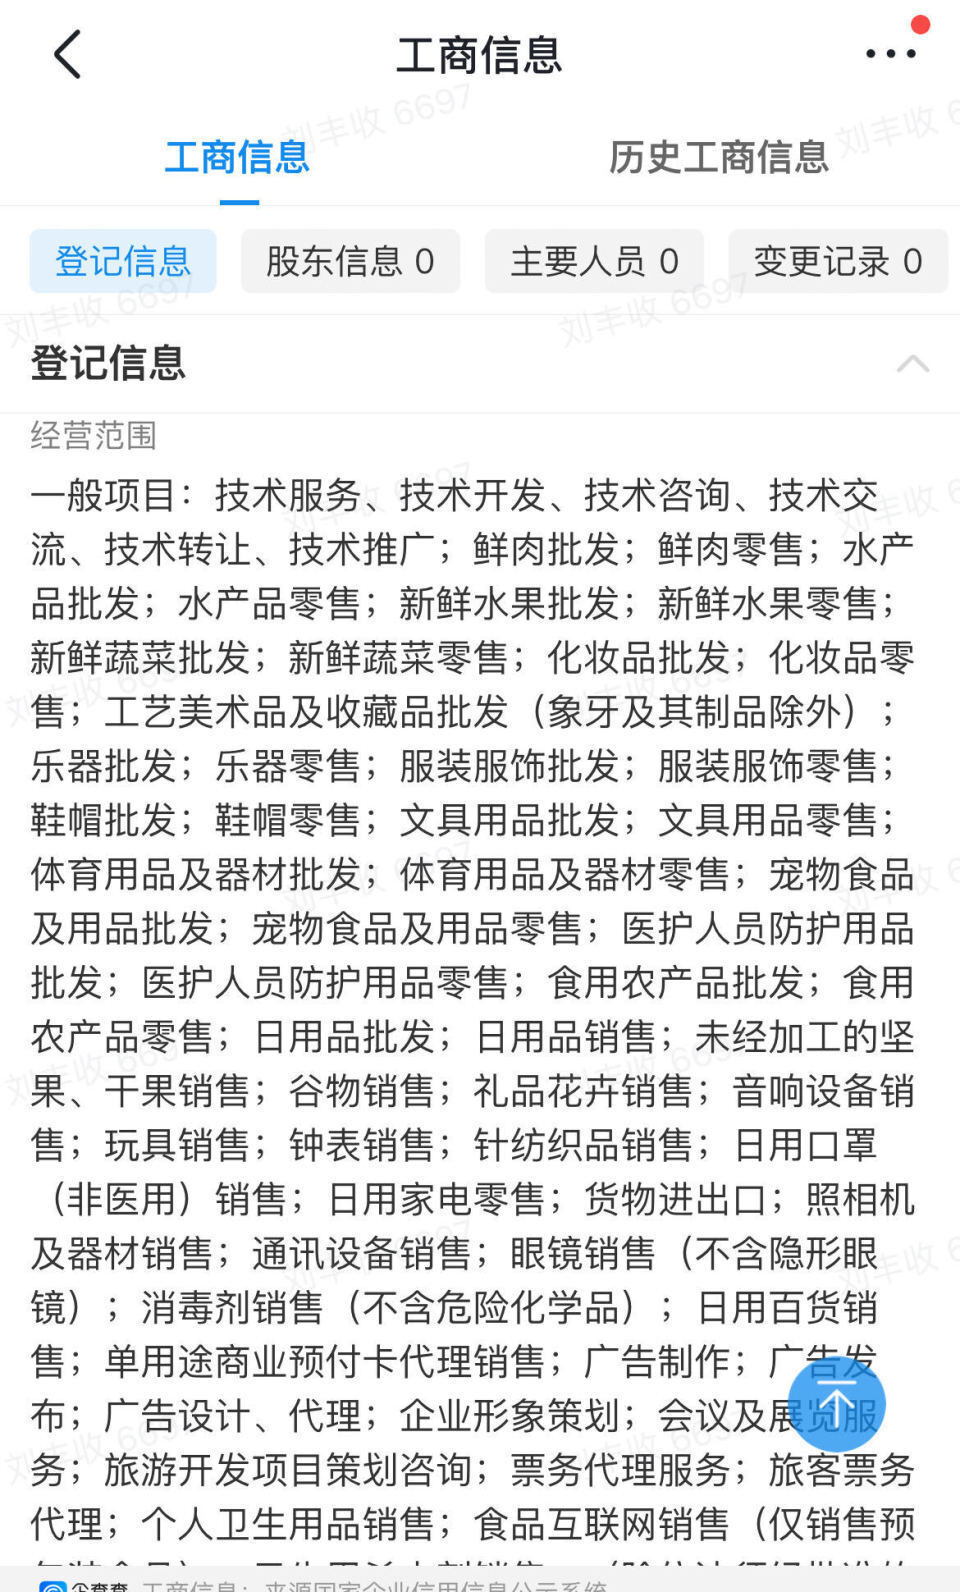 工商信息
工商信息 历史工商信息
登记信息 股东信息 0 主要人员 0 变更记录 0
登记信息
经营范围
一般项目：技术服务、技术开发、技术咨询、技术交
流、技术转让、技术推广；鲜肉批发；鲜肉零售；水产
品批发；水产品零售；新鲜水果批发；新鲜水果零售；
新鲜蔬菜批发；新鲜蔬菜零售；化妆品批发；化妆品零
售；工艺美术品及收藏品批发（象牙及其制品除外）；
乐器批发；乐器零售；服装服饰批发；服装服饰零售；
鞋帽批发；鞋帽零售；文具用品批发；文具用品零售；
体育用品及器材批发；体育用品及器材零售；宠物食品
及用品批发；宠物食品及用品零售；医护人员防护用品
批发；医护人员防护用品零售；食用农产品批发；食用
农产品零售；日用品批发；日用品销售；未经加工的坚
果、干果销售；谷物销售；礼品花卉销售；音响设备销
售；玩具销售；钟表销售；针纺织品销售；日用口罩
（非医用）销售；日用家电零售；货物进出口；照相机
及器材销售；通讯设备销售；眼镜销售（不含隐形眼
镜）；消毒剂销售（不含危险化学品）；日用百货销
售；单用途商业预付卡代理销售；广告制作；广告发
布；广告设计、代理；企业形象策划；会议及展览服
务；旅游开发项目策划咨询；票务代理服务；旅客票务
代理；个人卫生用品销售；食品互联网销售（仅销售预
刘丰收 6697